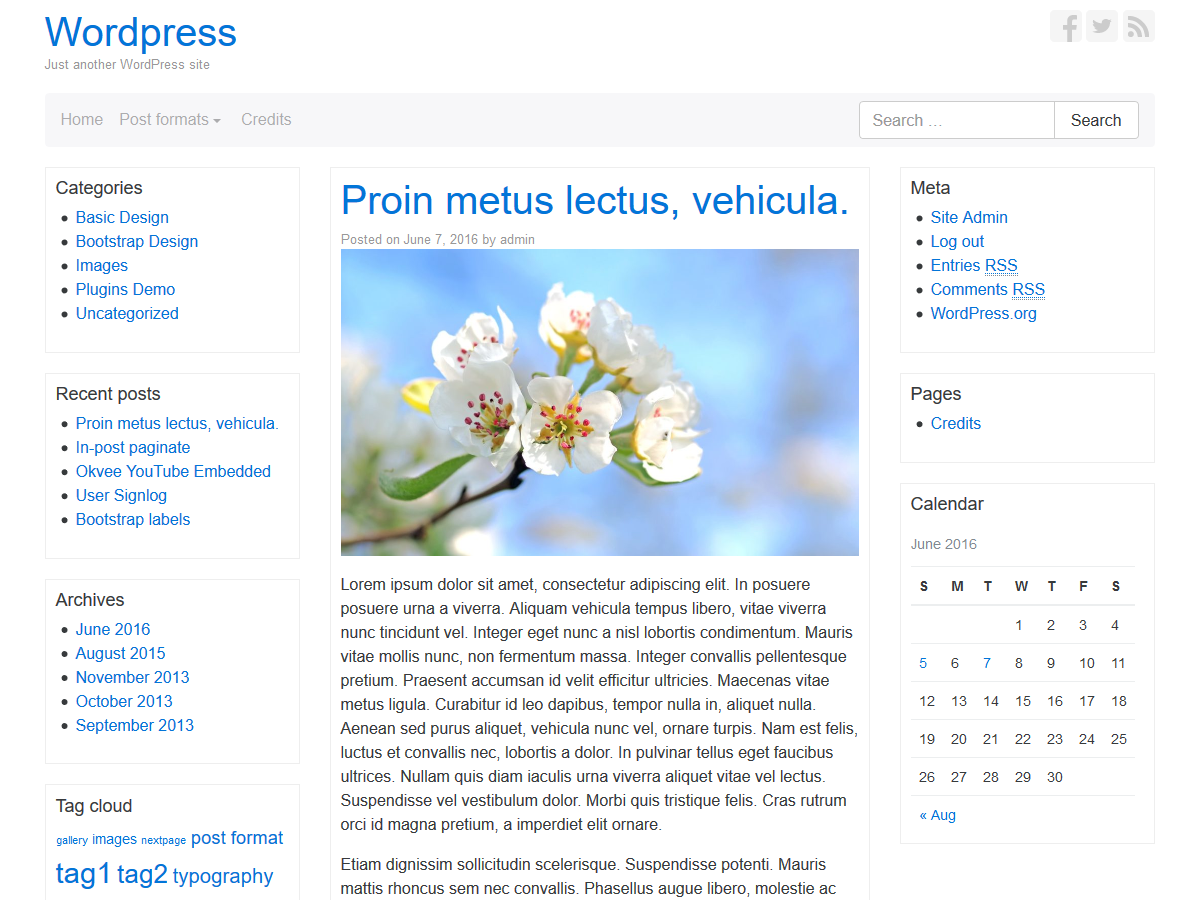 Wordpress
Just another WordPress site
Home Post formats Credits Search ... Search
Categories
Basic Design
Bootstrap Design
Images
Plugins Demo
Uncategorized
Recent posts
Proin metus lectus, vehicula.
In-post paginate
Okvee YouTube Embedded
User Signlog
Bootstrap labels
Archives
June 2016
August 2015
November 2013
October 2013
September 2013
Tag cloud
gallery images nextpage post format
tag1 tag2 typography
Proin metus lectus, vehicula.
Posted on June 7, 2016 by admin
Lorem ipsum dolor sit amet, consectetur adipiscing elit. In posuere
posuere urna a viverra. Aliquam vehicula tempus libero, vitae viverra
nunc tincidunt vel. Integer eget nunc a nisl lobortis condimentum. Mauris
vitae mollis nunc, non fermentum massa. Integer convallis pellentesque
pretium. Praesent accumsan id velit efficitur ultricies. Maecenas vitae
metus ligula. Curabitur id leo dapibus, tempor nulla in, aliquet nulla.
Aenean sed purus aliquet, vehicula nunc vel, ornare turpis. Nam est felis,
luctus et convallis nec, lobortis a dolor. In pulvinar tellus eget faucibus
ultrices. Nullam quis diam iaculis urna viverra aliquet vitae vel lectus.
Suspendisse vel vestibulum dolor. Morbi quis tristique felis. Cras rutrum
orci id magna pretium, a imperdiet elit ornare.
Etiam dignissim sollicitudin scelerisque. Suspendisse potenti. Mauris
mattis rhoncus sem nec convallis. Phasellus augue libero, molestie ac
Meta
Site Admin
Log out
Entries RSS
Comments RSS
WordPress.org
Pages
Credits
Calendar
June 2016
S M T W T F S
1 2 3 4
5 6 7 8 9 10 11
12 13 14 15 16 17 18
19 20 21 22 23 24 25
26 27 28 29 30
« Aug